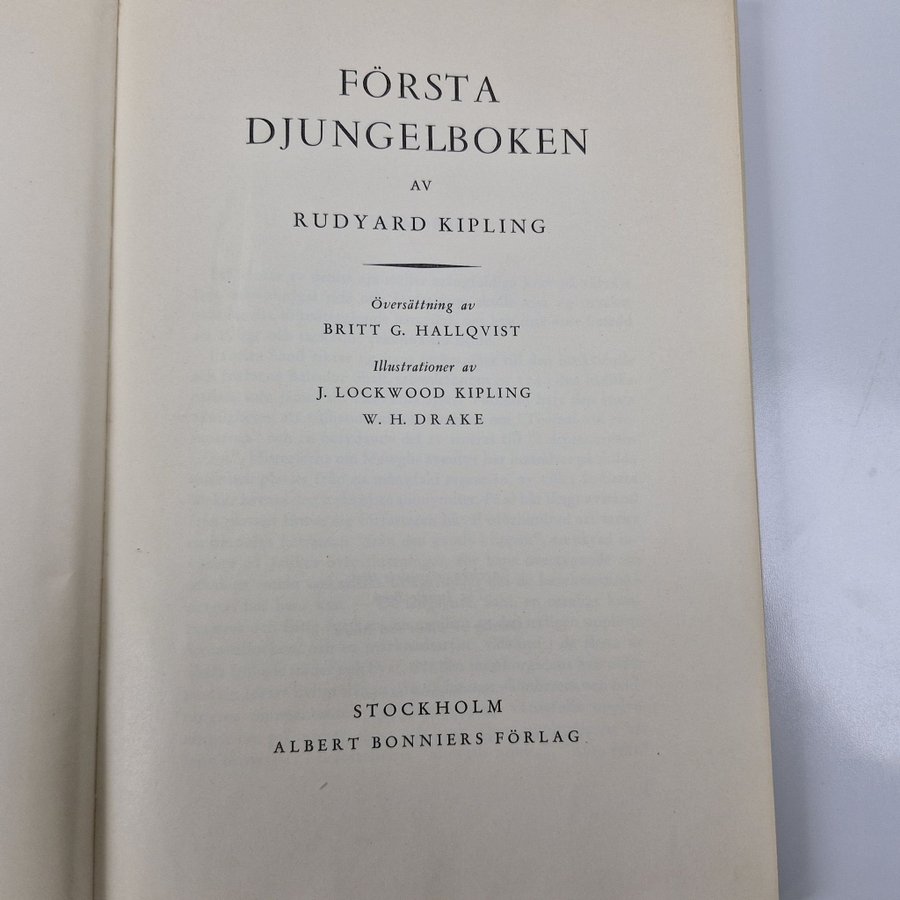 FÖRSTA
DJUNGELBOKEN
AV
RUDYARD KIPLING
Översättning av
BRITT G. HALLQVIST
Illustrationer av
J. LOCKWOOD KIPLING
W. H. DRAKE
STOCKHOLM
ALBERT BONNIERS FÖRLAG